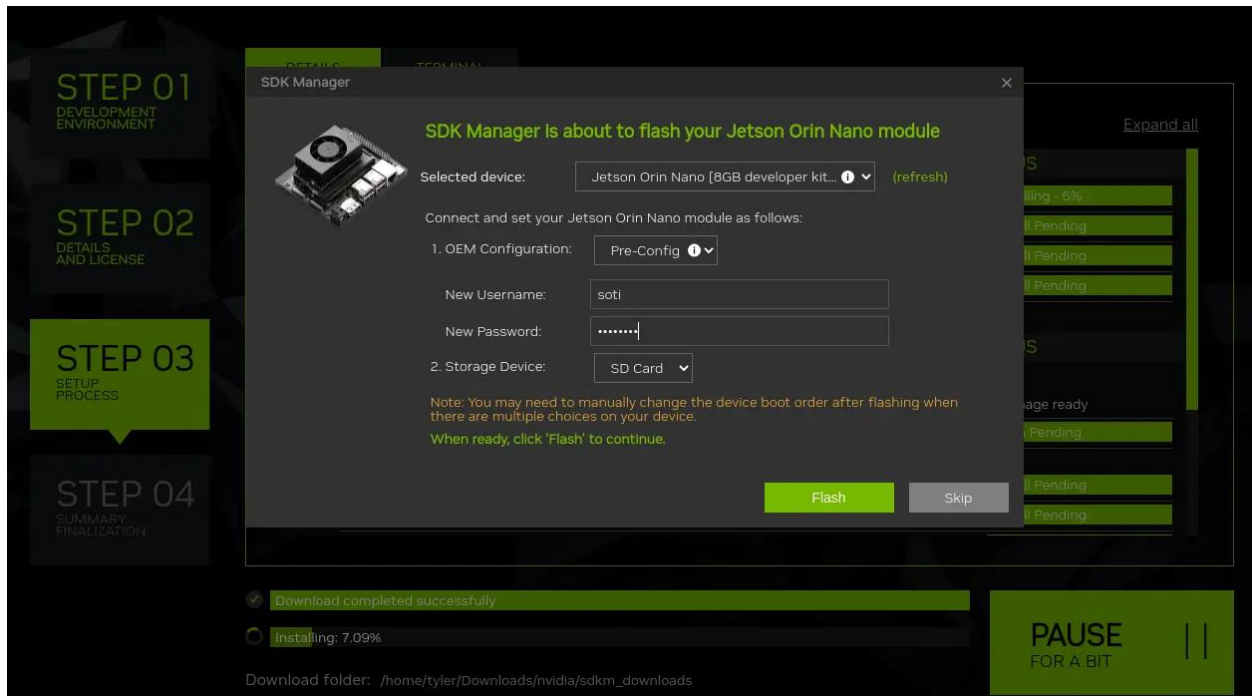 STEP 01
DEVELOPMENT
ENVIRONMENT
STEP 02
DETAILS
AND LICENSE
STEP 03
SETUP
PROCESS
STEP 04
SUMMARY
FINALIZATION
DETAILS
TERMINAL
Expand all
SDK Manager
SDK Manager is about to flash your Jetson Orin Nano module
Selected device: Jetson Orin Nano [8GB developer kit... (refresh)
Connect and set your Jetson Orin Nano module as follows:
1. OEM Configuration: Pre-Config
New Username: soti
New Password: ••••••••
2. Storage Device: SD Card
Note: You may need to manually change the device boot order after flashing when
there are multiple choices on your device.
When ready, click 'Flash' to continue.
Flash
Skip
lling - 6%
Pending
Pending
Pending
age ready
Pending
Pending
Pending
Download completed successfully
Installing: 7.09%
Download folder: /home/tyler/Downloads/nvidia/sdkm_downloads
PAUSE
FOR A BIT